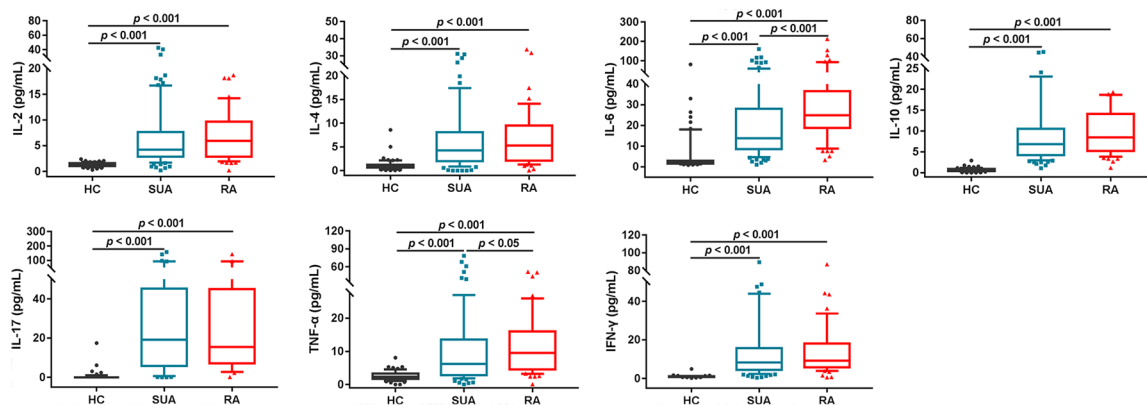 p < 0.001
p < 0.001
IL-2 (pg/mL)
80
60
40
20
20
15
10
5
0
HC SUA RA
p < 0.001
p < 0.001
IL-4 (pg/mL)
40
30
20
20
15
10
5
0
HC SUA RA
p < 0.001
p < 0.001 p < 0.001
IL-6 (pg/mL)
300
200
100
40
30
20
10
0
HC SUA RA
p < 0.001
p < 0.001
IL-10 (pg/mL)
80
60
40
25
20
15
10
5
0
HC SUA RA
p < 0.001
p < 0.001
IL-17 (pg/mL)
300
200
100
40
20
0
HC SUA RA
p < 0.001
p < 0.001 p < 0.05
TNF-α (pg/mL)
120
90
60
20
10
0
HC SUA RA
p < 0.001
p < 0.001
IFN-γ (pg/mL)
120
100
80
60
40
20
0
HC SUA RA